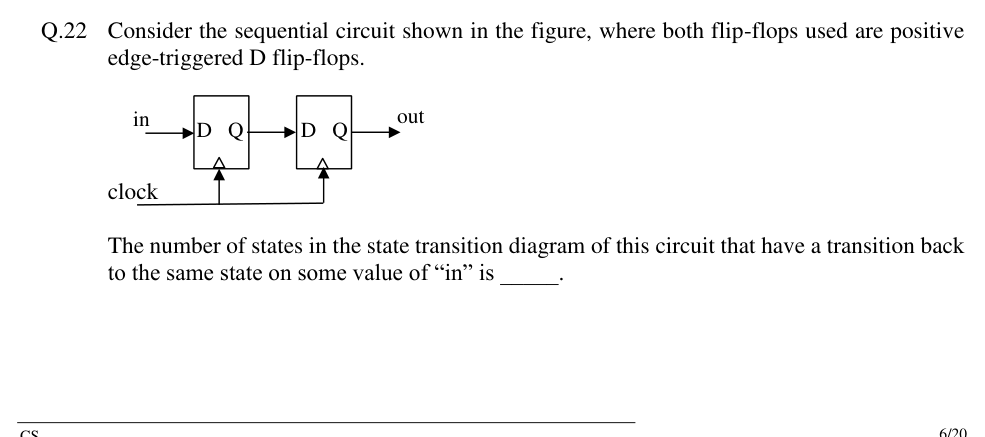 Q.22 Consider the sequential circuit shown in the figure, where both flip-flops used are positive
edge-triggered D flip-flops.
in
out
D Q
D Q
clock
The number of states in the state transition diagram of this circuit that have a transition back
to the same state on some value of “in” is _____.
CS
6/20